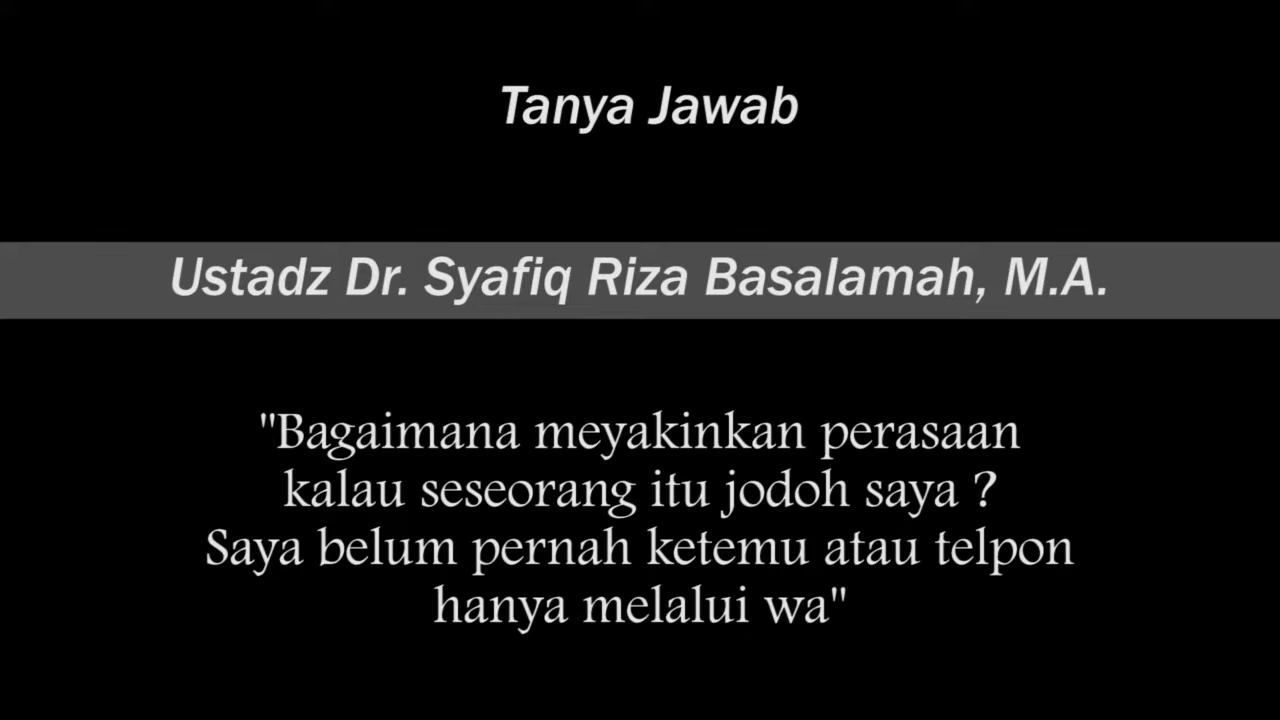 Tanya Jawab
Ustadz Dr. Syafiq Riza Basalamah, M.A.
"Bagaimana meyakinkan perasaan
kalau seseorang itu jodoh saya ?
Saya belum pernah ketemu atau telpon
hanya melalui wa"